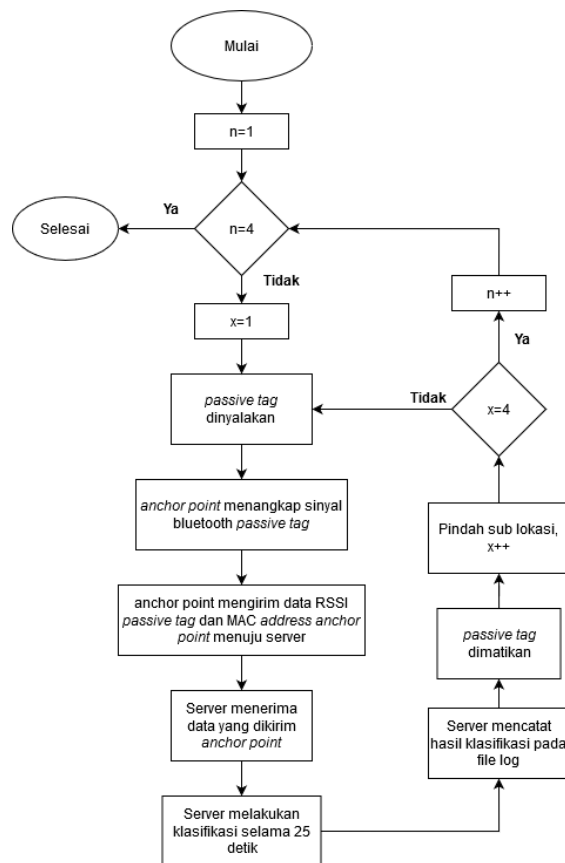 Mulai
n=1
n=4
Ya
Selesai
Tidak
x=1
passive tag
dinyalakan
anchor point menangkap sinyal
bluetooth passive tag
anchor point mengirim data RSSI
passive tag dan MAC address anchor
point menuju server
Server menerima
data yang dikirim
anchor point
Server melakukan
klasifikasi selama 25
detik
Server mencatat
hasil klasifikasi pada
file log
passive tag
dimatikan
Pindah sub lokasi,
x++
x=4
Tidak
Ya
n++